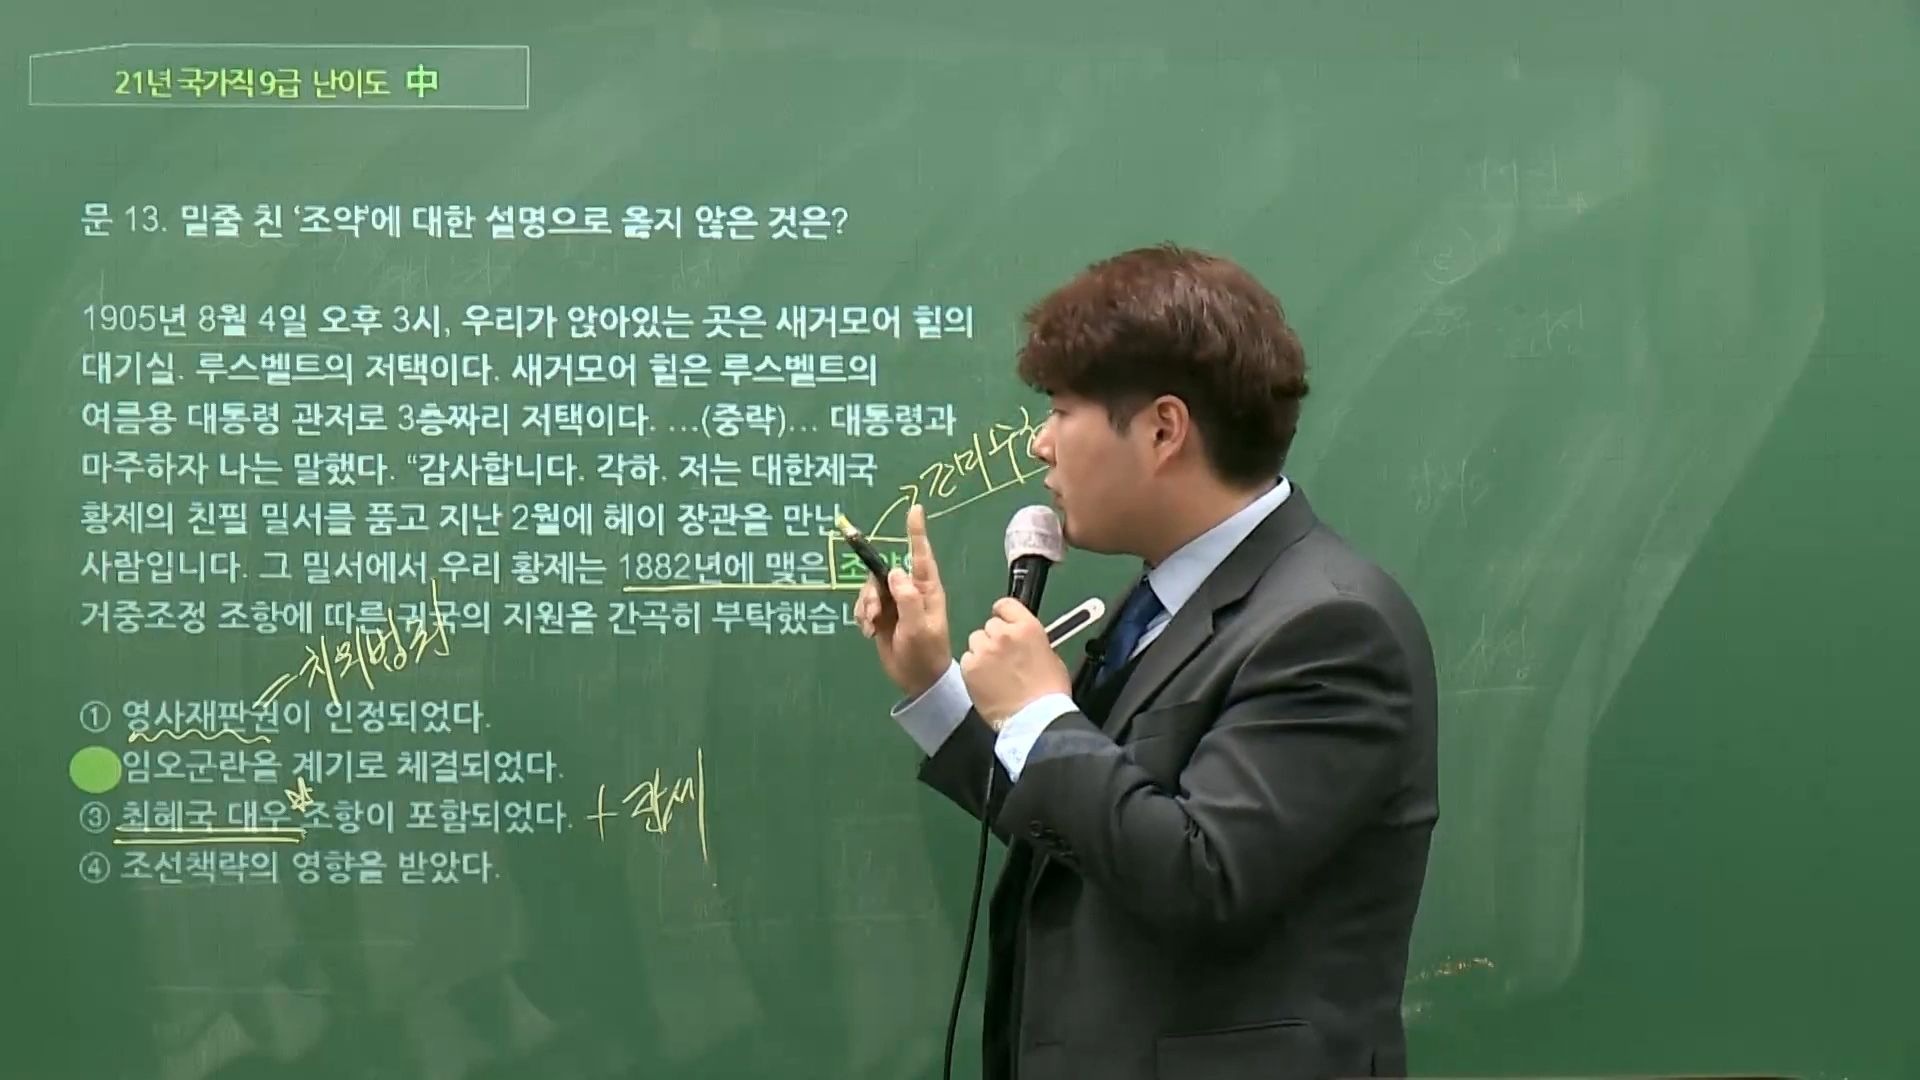 21년 국가직 9급 난이도 中
문 13. 밑줄 친 ‘조약’에 대한 설명으로 옳지 않은 것은?
1905년 8월 4일 오후 3시, 우리가 앉아있는 곳은 새거모어 힐의
대기실. 루스벨트의 저택이다. 새거모어 힐은 루스벨트의
여름용 대통령 관저로 3층짜리 저택이다. …(중략)… 대통령과
마주하자 나는 말했다. “감사합니다. 각하. 저는 대한제국
황제의 친필 밀서를 품고 지난 2월에 헤이 장관을 만난
사람입니다. 그 밀서에서 우리 황제는 1882년에 맺은 조약의
거중조정 조항에 따른 귀국의 지원을 간곡히 부탁했습니
= 치외법권
① 영사재판권이 인정되었다.
임오군란을 계기로 체결되었다.
③ 최혜국 대우 조항이 포함되었다. + 관세
④ 조선책략의 영향을 받았다.